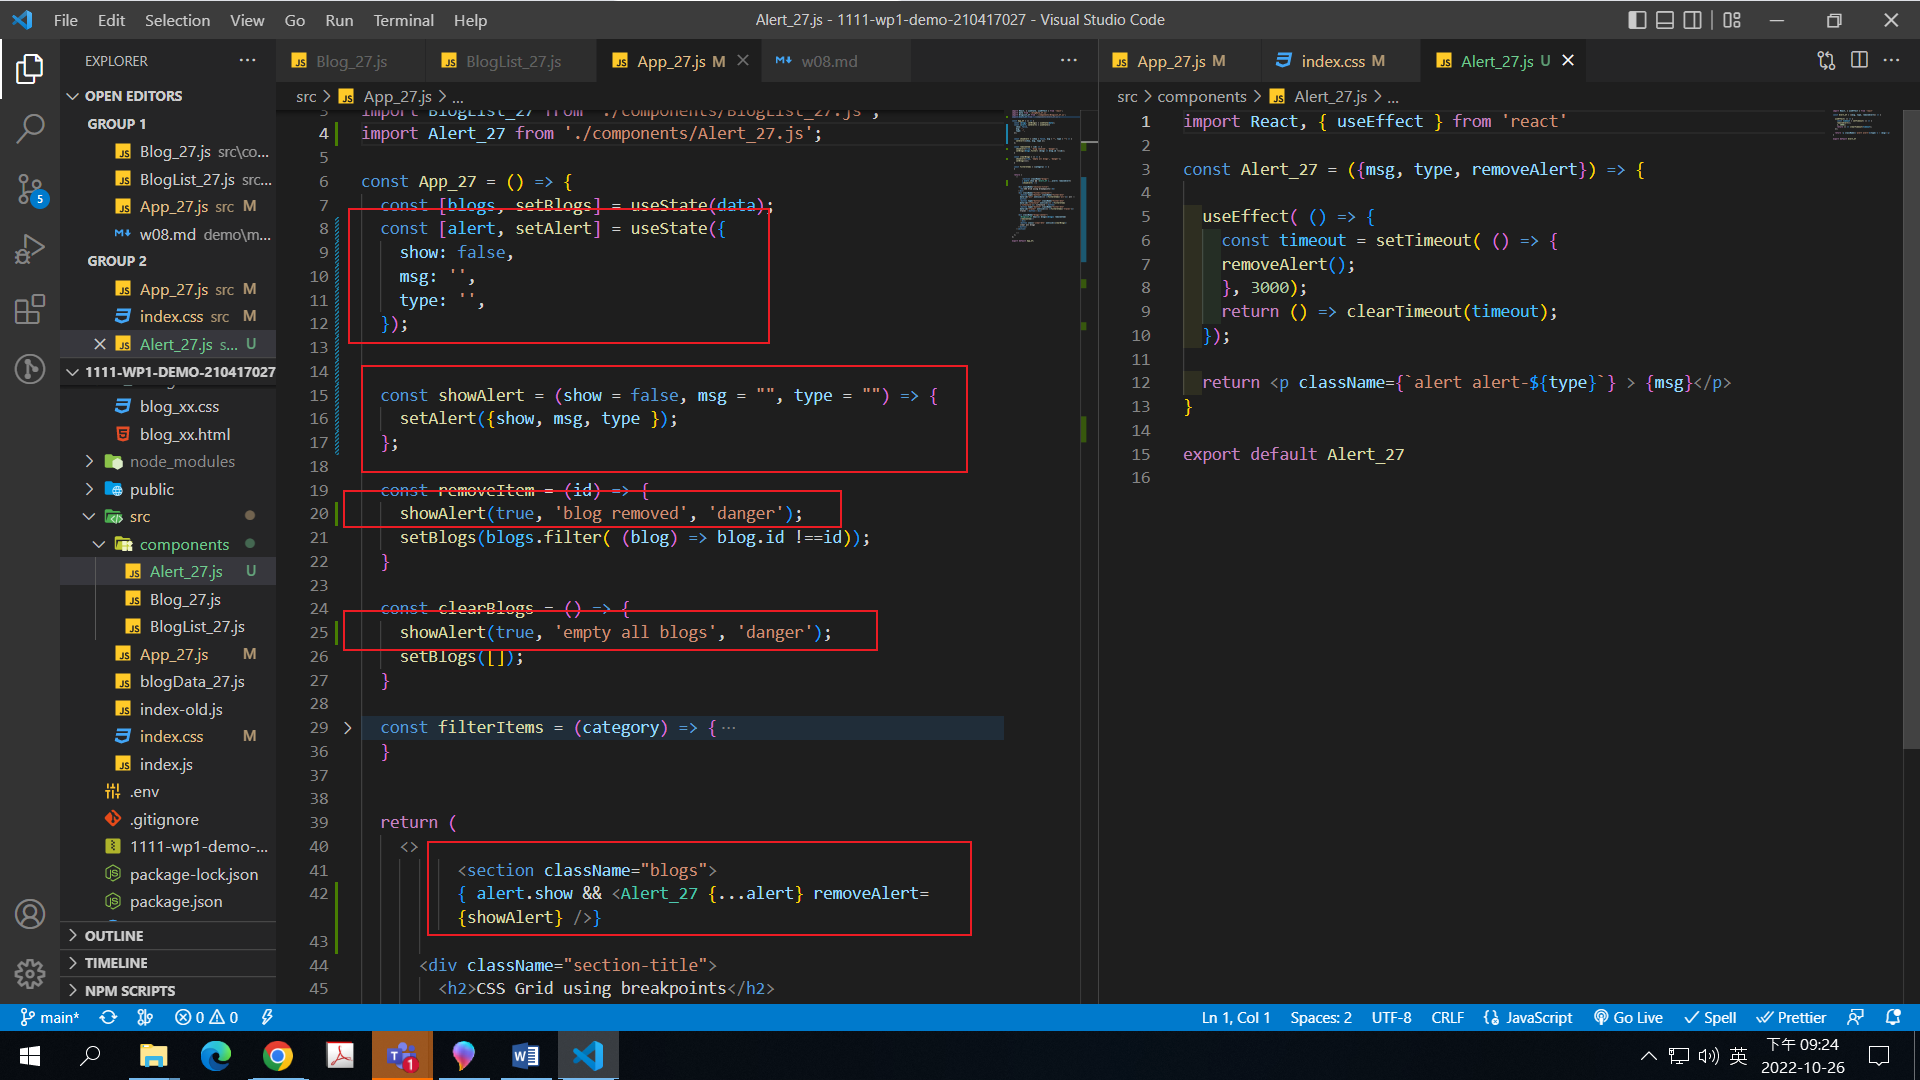 File Edit Selection View Go Run Terminal Help
Alert_27.js - 1111-wp1-demo-210417027 - Visual Studio Code
EXPLORER
OPEN EDITORS
GROUP 1
Blog_27.js src\co...
BlogList_27.js src...
App_27.js src M
w08.md demo\m...
GROUP 2
App_27.js src M
index.css src M
Alert_27.js s... U
1111-WP1-DEMO-210417027
blog_xx.css
blog_xx.html
node_modules
public
src
components
Alert_27.js U
Blog_27.js
BlogList_27.js
App_27.js M
blogData_27.js
index-old.js
index.css M
index.js
.env
.gitignore
1111-wp1-demo-...
package-lock.json
package.json
OUTLINE
TIMELINE
NPM SCRIPTS
5
Blog_27.js BlogList_27.js App_27.js M w08.md
src > App_27.js > ...
3 import BlogList_27 from './components/BlogList_27.js';
4 import Alert_27 from './components/Alert_27.js';
5
6 const App_27 = () => {
7 const [blogs, setBlogs] = useState(data);
8 const [alert, setAlert] = useState({
9 show: false,
10 msg: '',
11 type: '',
12 });
13
14
15 const showAlert = (show = false, msg = "", type = "") => {
16 setAlert({show, msg, type });
17 };
18
19 const removeItem = (id) => {
20 showAlert(true, 'blog removed', 'danger');
21 setBlogs(blogs.filter( (blog) => blog.id !==id));
22 }
23
24 const clearBlogs = () => {
25 showAlert(true, 'empty all blogs', 'danger');
26 setBlogs([]);
27 }
28
29 const filterItems = (category) => { ...
36 }
37
38
39 return (
40 <>
41 <section className="blogs">
42 { alert.show && <Alert_27 {...alert} removeAlert=
{showAlert} />}
43
44 <div className="section-title">
45 <h2>CSS Grid using breakpoints</h2>
App_27.js M index.css M Alert_27.js U
src > components > Alert_27.js > ...
1 import React, { useEffect } from 'react'
2
3 const Alert_27 = ({msg, type, removeAlert}) => {
4
5 useEffect( () => {
6 const timeout = setTimeout( () => {
7 removeAlert();
8 }, 3000);
9 return () => clearTimeout(timeout);
10 });
11
12 return <p className={`alert alert-${type}`} > {msg}</p>
13 }
14
15 export default Alert_27
16
main* 0 0 Ln 1, Col 1 Spaces: 2 UTF-8 CRLF JavaScript Go Live Spell Prettier
1
英
下午 09:24
2022-10-26